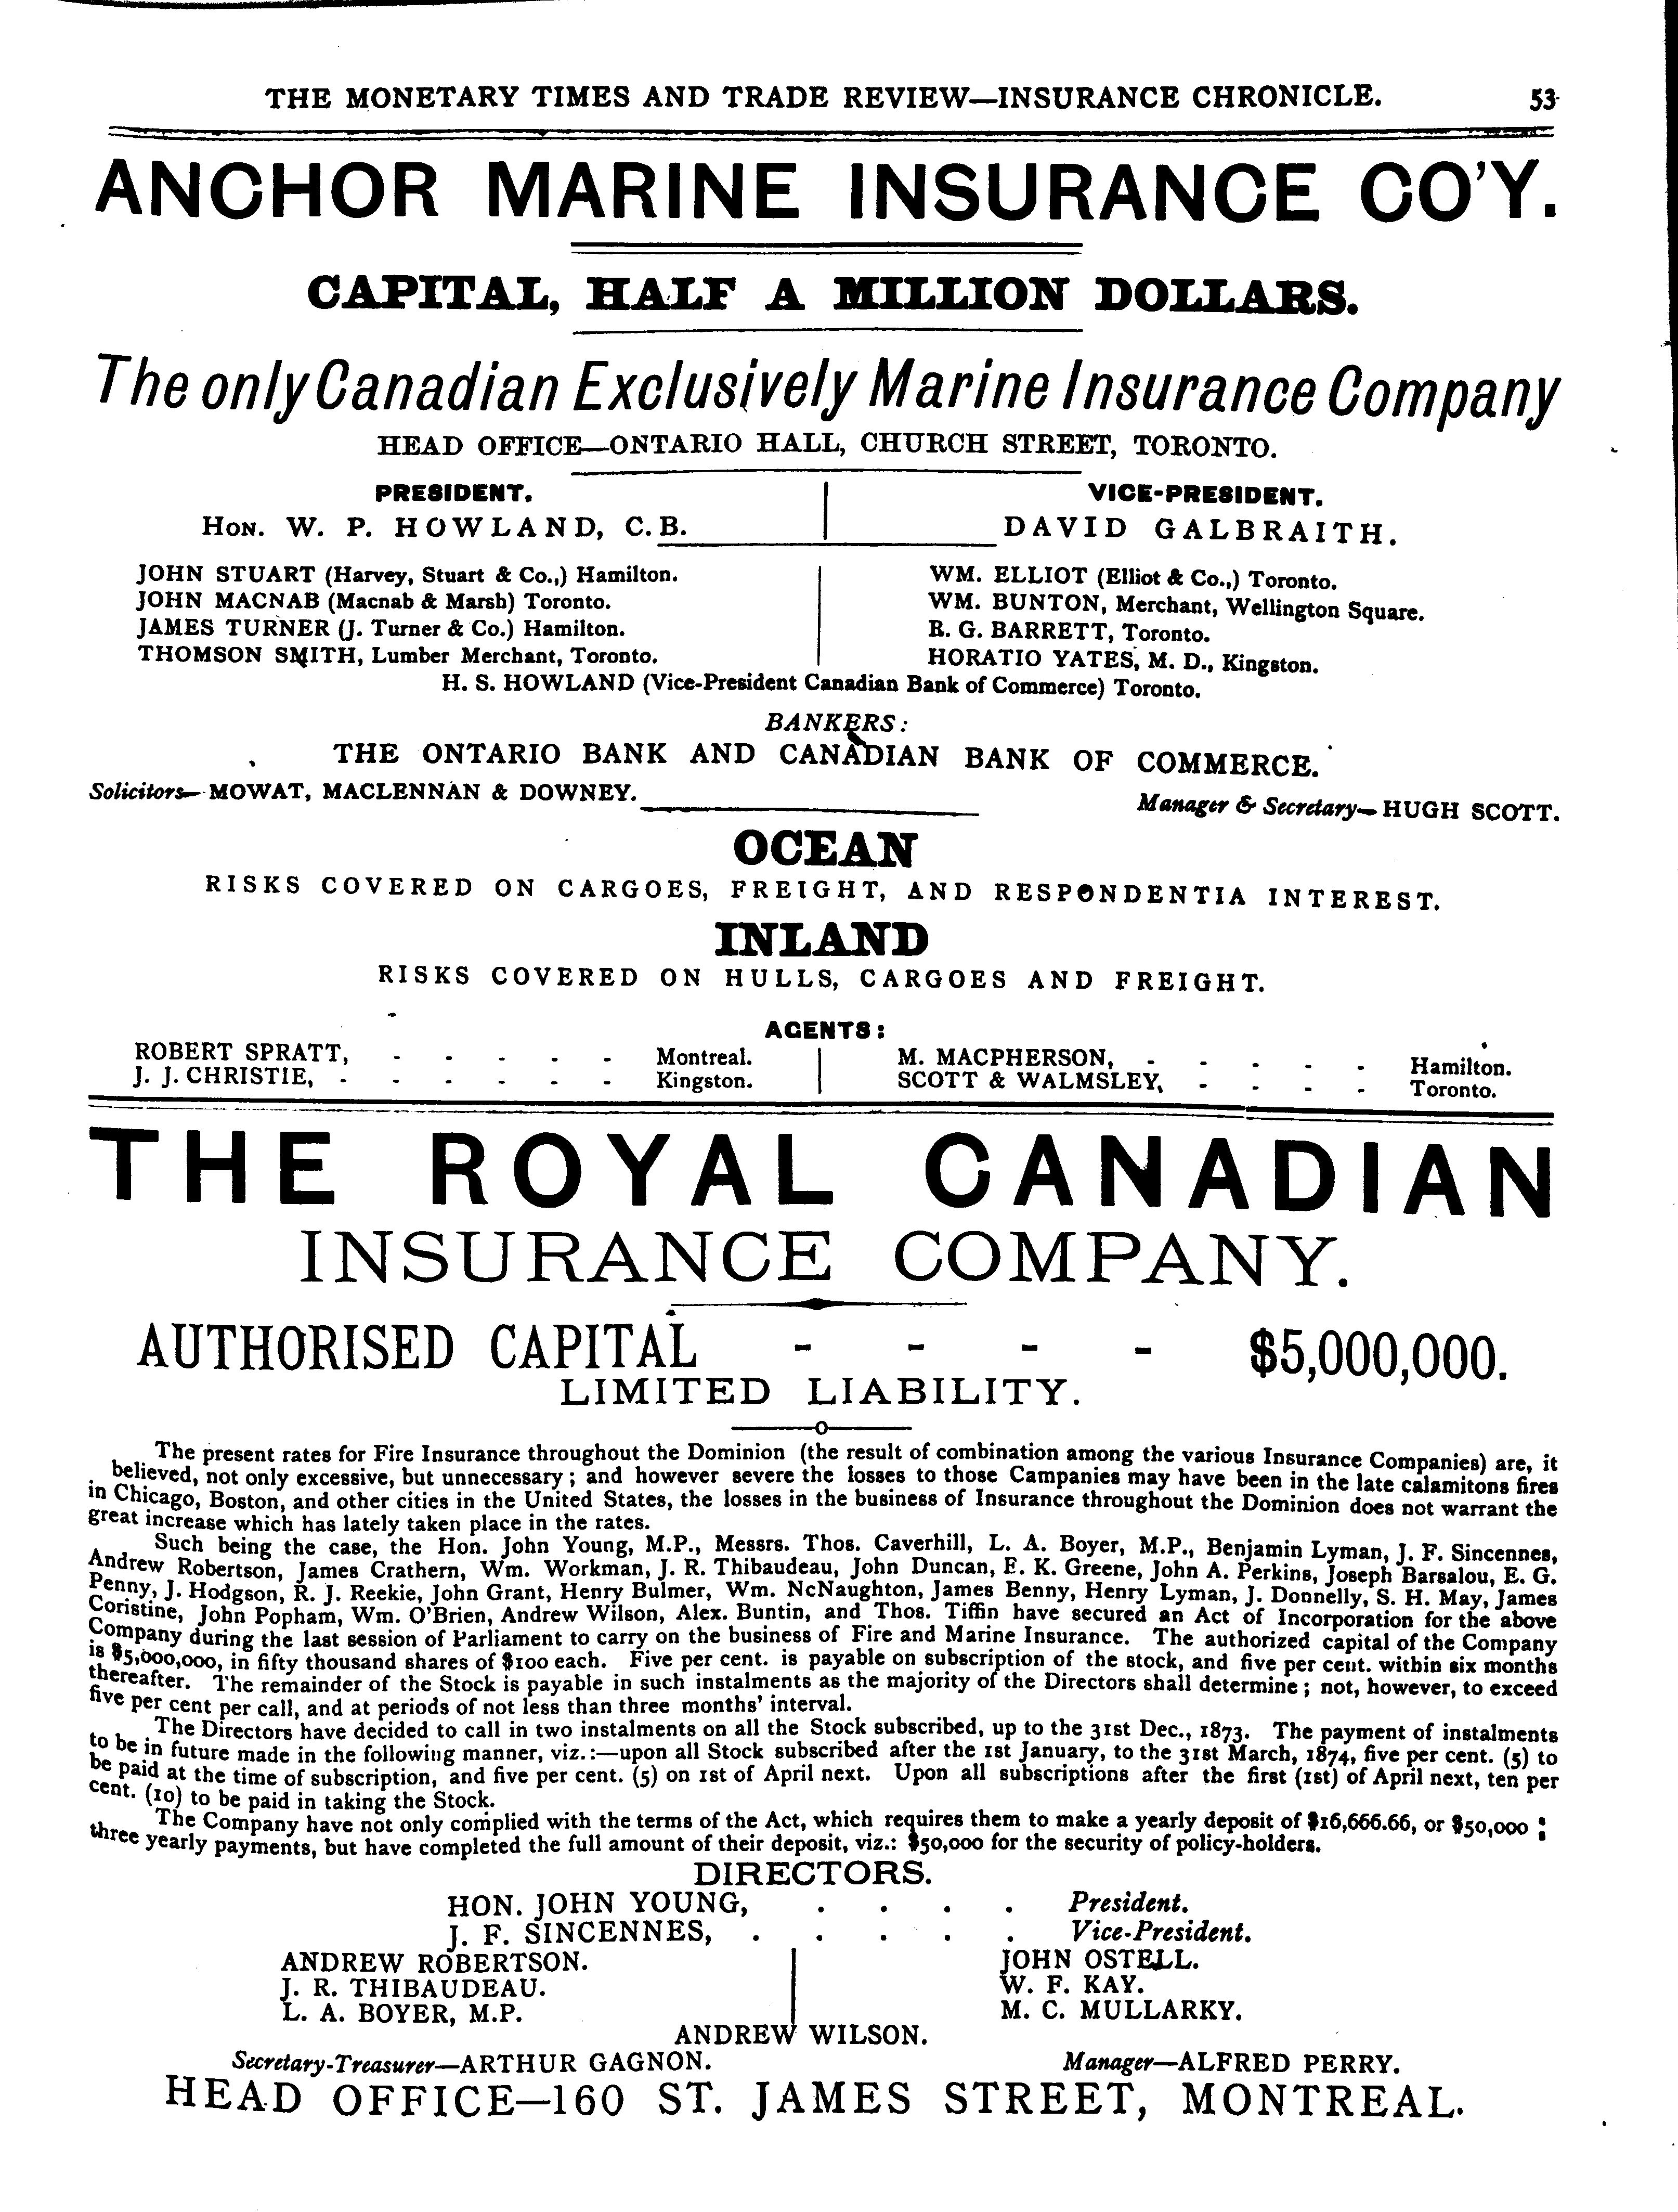 THE MONETARY TIMES AND TRADE REVIEW—INSURANCE CHRONICLE. 53
ANCHOR MARINE INSURANCE CO'Y.
CAPITAL, HALF A MILLION DOLLARS.
The only Canadian Exclusively Marine Insurance Company
HEAD OFFICE—ONTARIO HALL, CHURCH STREET, TORONTO.
PRESIDENT. VICE-PRESIDENT.
HON. W. P. HOWLAND, C.B. DAVID GALBRAITH.
JOHN STUART (Harvey, Stuart & Co.,) Hamilton. WM. ELLIOT (Elliot & Co.,) Toronto.
JOHN MACNAB (Macnab & Marsh) Toronto. WM. BUNTON, Merchant, Wellington Square.
JAMES TURNER (J. Turner & Co.) Hamilton. R. G. BARRETT, Toronto.
THOMSON SMITH, Lumber Merchant, Toronto. HORATIO YATES, M. D., Kingston.
H. S. HOWLAND (Vice-President Canadian Bank of Commerce) Toronto.
BANKERS:
THE ONTARIO BANK AND CANADIAN BANK OF COMMERCE.
Solicitors—MOWAT, MACLENNAN & DOWNEY. Manager & Secretary—HUGH SCOTT.
OCEAN
RISKS COVERED ON CARGOES, FREIGHT, AND RESPONDENTIA INTEREST.
INLAND
RISKS COVERED ON HULLS, CARGOES AND FREIGHT.
AGENTS:
ROBERT SPRATT, - - - - - Montreal. M. MACPHERSON, - - - - - Hamilton.
J. J. CHRISTIE, - - - - - - Kingston. SCOTT & WALMSLEY, - - - - Toronto.
THE ROYAL CANADIAN
INSURANCE COMPANY.
AUTHORISED CAPITAL - - - - $5,000,000.
LIMITED LIABILITY.
The present rates for Fire Insurance throughout the Dominion (the result of combination among the various Insurance Companies) are, it
believed, not only excessive, but unnecessary; and however severe the losses to those Campanies may have been in the late calamitons fires
in Chicago, Boston, and other cities in the United States, the losses in the business of Insurance throughout the Dominion does not warrant the
great increase which has lately taken place in the rates.
Such being the case, the Hon. John Young, M.P., Messrs. Thos. Caverhill, L. A. Boyer, M.P., Benjamin Lyman, J. F. Sincennes,
Andrew Robertson, James Crathern, Wm. Workman, J. R. Thibaudeau, John Duncan, E. K. Greene, John A. Perkins, Joseph Barsalou, E. G.
Penny, J. Hodgson, R. J. Reekie, John Grant, Henry Bulmer, Wm. NcNaughton, James Benny, Henry Lyman, J. Donnelly, S. H. May, James
Coristine, John Popham, Wm. O'Brien, Andrew Wilson, Alex. Buntin, and Thos. Tiffin have secured an Act of Incorporation for the above
Company during the last session of Parliament to carry on the business of Fire and Marine Insurance. The authorized capital of the Company
is $5,000,000, in fifty thousand shares of $100 each. Five per cent. is payable on subscription of the stock, and five per cent. within six months
thereafter. The remainder of the Stock is payable in such instalments as the majority of the Directors shall determine; not, however, to exceed
five per cent per call, and at periods of not less than three months' interval.
The Directors have decided to call in two instalments on all the Stock subscribed, up to the 31st Dec., 1873. The payment of instalments
to be in future made in the following manner, viz.:—upon all Stock subscribed after the 1st January, to the 31st March, 1874, five per cent. (5) to
be paid at the time of subscription, and five per cent. (5) on 1st of April next. Upon all subscriptions after the first (1st) of April next, ten per
cent. (10) to be paid in taking the Stock.
The Company have not only complied with the terms of the Act, which requires them to make a yearly deposit of $16,666.66, or $50,000
three yearly payments, but have completed the full amount of their deposit, viz.: $50,000 for the security of policy-holders.
DIRECTORS.
HON. JOHN YOUNG, . . . . President.
J. F. SINCENNES, . . . . . Vice-President.
ANDREW ROBERTSON. JOHN OSTELL.
J. R. THIBAUDEAU. W. F. KAY.
L. A. BOYER, M.P. M. C. MULLARKY.
ANDREW WILSON.
Secretary-Treasurer—ARTHUR GAGNON. Manager—ALFRED PERRY.
HEAD OFFICE—160 ST. JAMES STREET, MONTREAL.